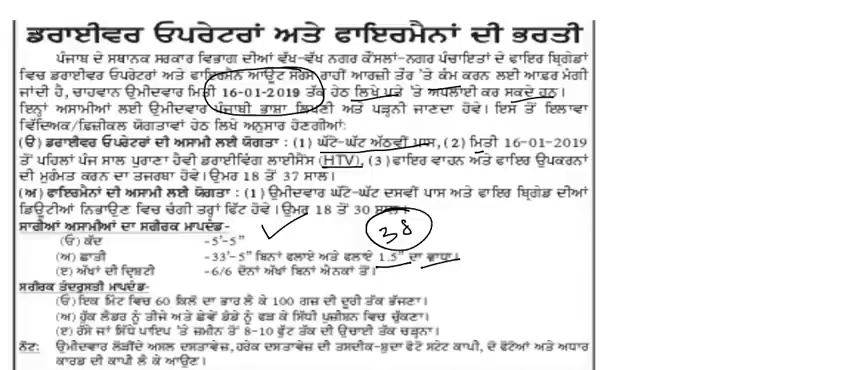 ਡਰਾਈਵਰ ਓਪਰੇਟਰਾਂ ਅਤੇ ਫਾਇਰਮੈਨਾਂ ਦੀ ਭਰਤੀ
ਪੰਜਾਬ ਦੇ ਸਥਾਨਕ ਸਰਕਾਰ ਵਿਭਾਗ ਦੀਆਂ ਵੱਖ-ਵੱਖ ਨਗਰ ਕੌਂਸਲਾਂ-ਨਗਰ ਪੰਚਾਇਤਾਂ ਦੇ ਫਾਇਰ ਬ੍ਰਿਗੇਡਾਂ
ਵਿਚ ਡਰਾਈਵਰ ਓਪਰੇਟਰਾਂ ਅਤੇ ਫਾਇਰਮੈਨ ਆਊਟ ਸੋਰਸ ਰਾਹੀਂ ਆਰਜ਼ੀ ਤੌਰ 'ਤੇ ਕੰਮ ਕਰਨ ਲਈ ਆਫ਼ਰ ਮੰਗੀ
ਜਾਂਦੀ ਹੈ, ਚਾਹਵਾਨ ਉਮੀਦਵਾਰ ਮਿਤੀ 16-01-2019 ਤੱਕ ਹੇਠ ਲਿਖੇ ਪਤੇ 'ਤੇ ਅਪਲਾਈ ਕਰ ਸਕਦੇ ਹਨ।
ਇਨ੍ਹਾਂ ਅਸਾਮੀਆਂ ਲਈ ਉਮੀਦਵਾਰ ਪੰਜਾਬੀ ਭਾਸ਼ਾ ਲਿਖਣੀ ਅਤੇ ਪੜ੍ਹਨੀ ਜਾਣਦਾ ਹੋਵੇ। ਇਸ ਤੋਂ ਇਲਾਵਾ
ਵਿੱਦਿਅਕ/ਫ਼ਿਜ਼ੀਕਲ ਯੋਗਤਾਵਾਂ ਹੇਠ ਲਿਖੇ ਅਨੁਸਾਰ ਹੋਣਗੀਆਂ:
(ੳ) ਡਰਾਈਵਰ ਓਪਰੇਟਰਾਂ ਦੀ ਅਸਾਮੀ ਲਈ ਯੋਗਤਾ : (1) ਘੱਟੋ-ਘੱਟ ਅੱਠਵੀਂ ਪਾਸ, (2) ਮਿਤੀ 16-01-2019
ਤੋਂ ਪਹਿਲਾਂ ਪੰਜ ਸਾਲ ਪੁਰਾਣਾ ਹੈਵੀ ਡਰਾਈਵਿੰਗ ਲਾਈਸੈਂਸ (HTV), (3) ਫਾਇਰ ਵਾਹਨ ਅਤੇ ਫਾਇਰ ਉਪਕਰਨਾਂ
ਦੀ ਮੁਰੰਮਤ ਕਰਨ ਦਾ ਤਜਰਬਾ ਹੋਵੇ। ਉਮਰ 18 ਤੋਂ 37 ਸਾਲ।
(ਅ) ਫਾਇਰਮੈਨਾਂ ਦੀ ਅਸਾਮੀ ਲਈ ਯੋਗਤਾ : (1) ਉਮੀਦਵਾਰ ਘੱਟੋ-ਘੱਟ ਦਸਵੀਂ ਪਾਸ ਅਤੇ ਫਾਇਰ ਬ੍ਰਿਗੇਡ ਦੀਆਂ
ਡਿਊਟੀਆਂ ਨਿਭਾਉਣ ਵਿਚ ਚੰਗੀ ਤਰ੍ਹਾਂ ਫਿੱਟ ਹੋਵੇ। ਉਮਰ 18 ਤੋਂ 30 ਸਾਲ।
ਸਾਰੀਆਂ ਅਸਾਮੀਆਂ ਦਾ ਸਰੀਰਕ ਮਾਪਦੰਡ- 38
(ੳ) ਕੱਦ -5'-5"
(ਅ) ਛਾਤੀ -33'-5" ਬਿਨਾਂ ਫਲਾਏ ਅਤੇ ਫਲਾਏ 1.5" ਦਾ ਵਾਧਾ।
(ੲ) ਅੱਖਾਂ ਦੀ ਦ੍ਰਿਸ਼ਟੀ -6/6 ਦੋਨਾਂ ਅੱਖਾਂ ਬਿਨਾਂ ਐਨਕਾਂ ਤੋਂ।
ਸਰੀਰਕ ਤੰਦਰੁਸਤੀ ਮਾਪਦੰਡ-
(ੳ) ਇਕ ਮਿੰਟ ਵਿਚ 60 ਕਿਲੋ ਦਾ ਭਾਰ ਲੈ ਕੇ 100 ਗਜ਼ ਦੀ ਦੂਰੀ ਤੱਕ ਭੱਜਣਾ।
(ਅ) ਹੁੱਕ ਲੈਡਰ ਨੂੰ ਤੀਜੇ ਅਤੇ ਛੇਵੇਂ ਡੰਡੇ ਨੂੰ ਫੜ ਕੇ ਸਿੱਧੀ ਪੁਜ਼ੀਸ਼ਨ ਵਿਚ ਚੁੱਕਣਾ।
(ੲ) ਰੱਸੇ ਜਾਂ ਸਿੱਧੇ ਪਾਇਪ 'ਤੇ ਜ਼ਮੀਨ ਤੋਂ 8-10 ਫੁੱਟ ਤੱਕ ਦੀ ਉਚਾਈ ਤੱਕ ਚੜ੍ਹਨਾ।
ਨੋਟ: ਉਮੀਦਵਾਰ ਲੋੜੀਂਦੇ ਅਸਲ ਦਸਤਾਵੇਜ਼, ਹਰੇਕ ਦਸਤਾਵੇਜ਼ ਦੀ ਤਸਦੀਕ-ਸ਼ੁਦਾ ਫੋਟੋ ਸਟੇਟ ਕਾਪੀ, ਦੋ ਫੋਟੋਆਂ ਅਤੇ ਅਧਾਰ
ਕਾਰਡ ਦੀ ਕਾਪੀ ਲੈ ਕੇ ਆਉਣ।